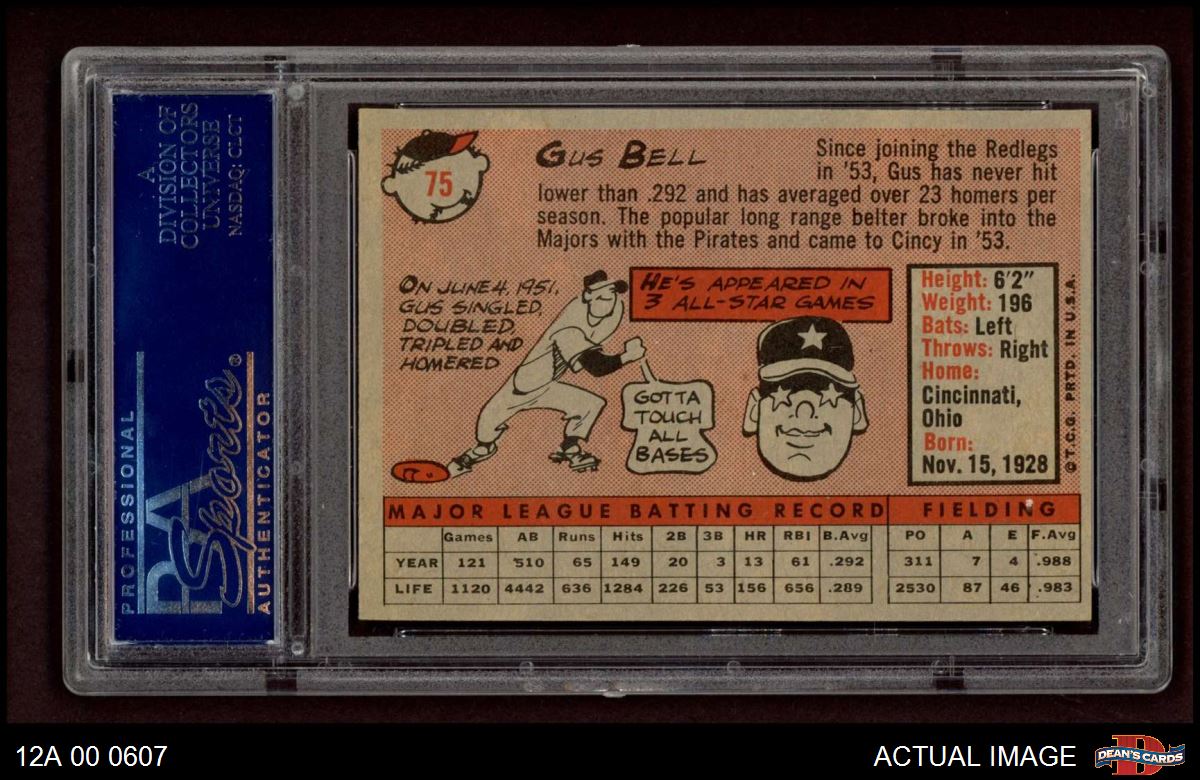 A
DIVISION OF
COLLECTORS
UNIVERSE
NASDAQ: CLCT
PROFESSIONAL
PSA
Sports®
AUTHENTICATOR
75
GUS BELL
Since joining the Redlegs
in '53, Gus has never hit
lower than .292 and has averaged over 23 homers per
season. The popular long range belter broke into the
Majors with the Pirates and came to Cincy in '53.
ON JUNE 4, 1951,
GUS SINGLED,
DOUBLED,
TRIPLED AND
HOMERED
GOTTA
TOUCH
ALL
BASES
HE'S APPEARED IN
3 ALL-STAR GAMES
Height: 6'2"
Weight: 196
Bats: Left
Throws: Right
Home:
Cincinnati,
Ohio
Born:
Nov. 15, 1928
©T.C.G. PRTD. IN U.S.A.
MAJOR LEAGUE BATTING RECORD FIELDING
Games AB Runs Hits 2B 3B HR RBI B.Avg PO A E F.Avg
YEAR 121 510 65 149 20 3 13 61 .292 311 7 4 .988
LIFE 1120 4442 636 1284 226 53 156 656 .289 2530 87 46 .983
12A 00 0607
ACTUAL IMAGE
DEAN'S CARDS